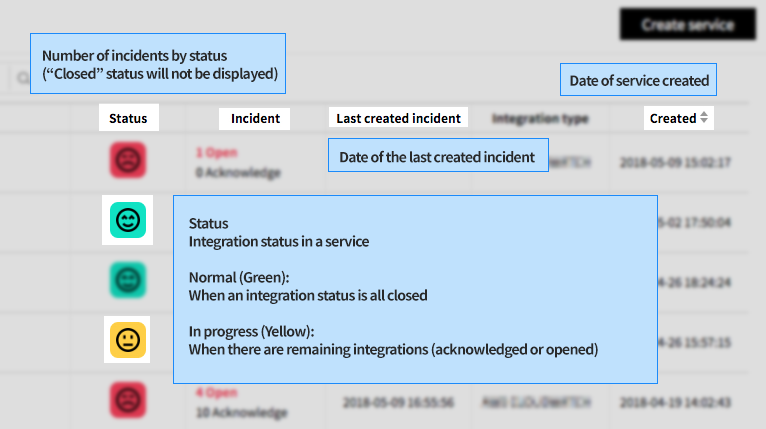 Create service
Number of incidents by status
(“Closed” status will not be displayed)
Date of service created
Status
Incident
Last created incident
Integration type
Created
1 Open
0 Acknowledge
Date of the last created incident
2018-05-09 15:02:17
Status
Integration status in a service
5-02 17:50:04
Normal (Green):
When an integration status is all closed
-26 18:24:24
In progress (Yellow):
When there are remaining integrations (acknowledged or opened)
4-26 15:57:15
4 Open
10 Acknowledge
2018-05-09 16:55:56
2018-04-19 14:02:43